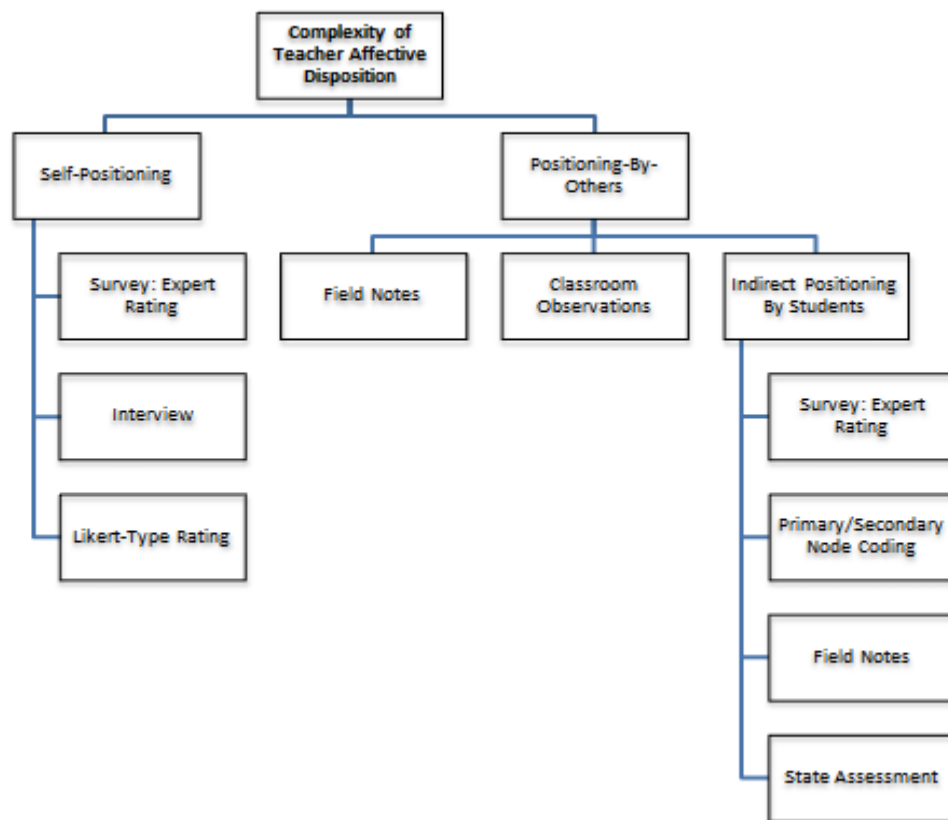 Complexity of
Teacher Affective
Disposition
Self-Positioning
Positioning-By-
Others
Survey: Expert
Rating
Interview
Likert-Type Rating
Field Notes
Classroom
Observations
Indirect Positioning
By Students
Survey: Expert
Rating
Primary/Secondary
Node Coding
Field Notes
State Assessment